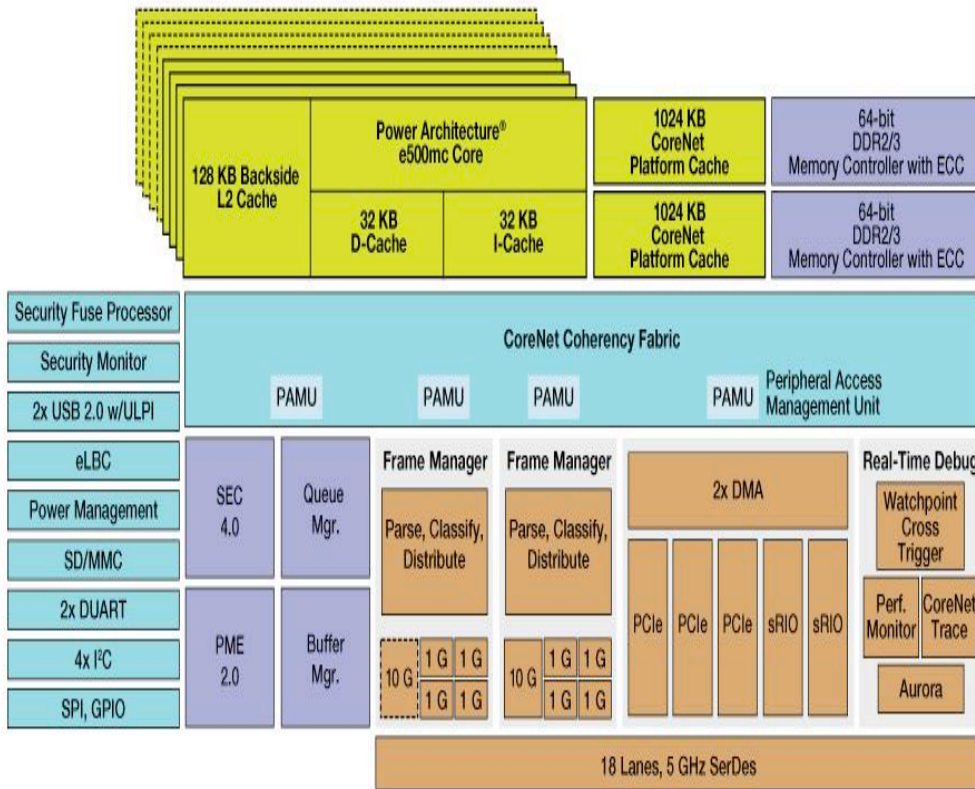 Power Architecture®
e500mc Core
128 KB Backside
L2 Cache
32 KB
D-Cache
32 KB
I-Cache
1024 KB
CoreNet
Platform Cache
1024 KB
CoreNet
Platform Cache
64-bit
DDR2/3
Memory Controller with ECC
64-bit
DDR2/3
Memory Controller with ECC
Security Fuse Processor
Security Monitor
2x USB 2.0 w/ULPI
eLBC
Power Management
SD/MMC
2x DUART
4x I²C
SPI, GPIO
CoreNet Coherency Fabric
PAMU
PAMU
PAMU
PAMU
Peripheral Access
Management Unit
SEC
4.0
Queue
Mgr.
PME
2.0
Buffer
Mgr.
Frame Manager
Parse, Classify,
Distribute
10 G
1 G
1 G
1 G
1 G
Frame Manager
Parse, Classify,
Distribute
10 G
1 G
1 G
1 G
1 G
2x DMA
PCIe
PCIe
PCIe
sRIO
sRIO
Real-Time Debug
Watchpoint
Cross
Trigger
Perf.
Monitor
CoreNet
Trace
Aurora
18 Lanes, 5 GHz SerDes